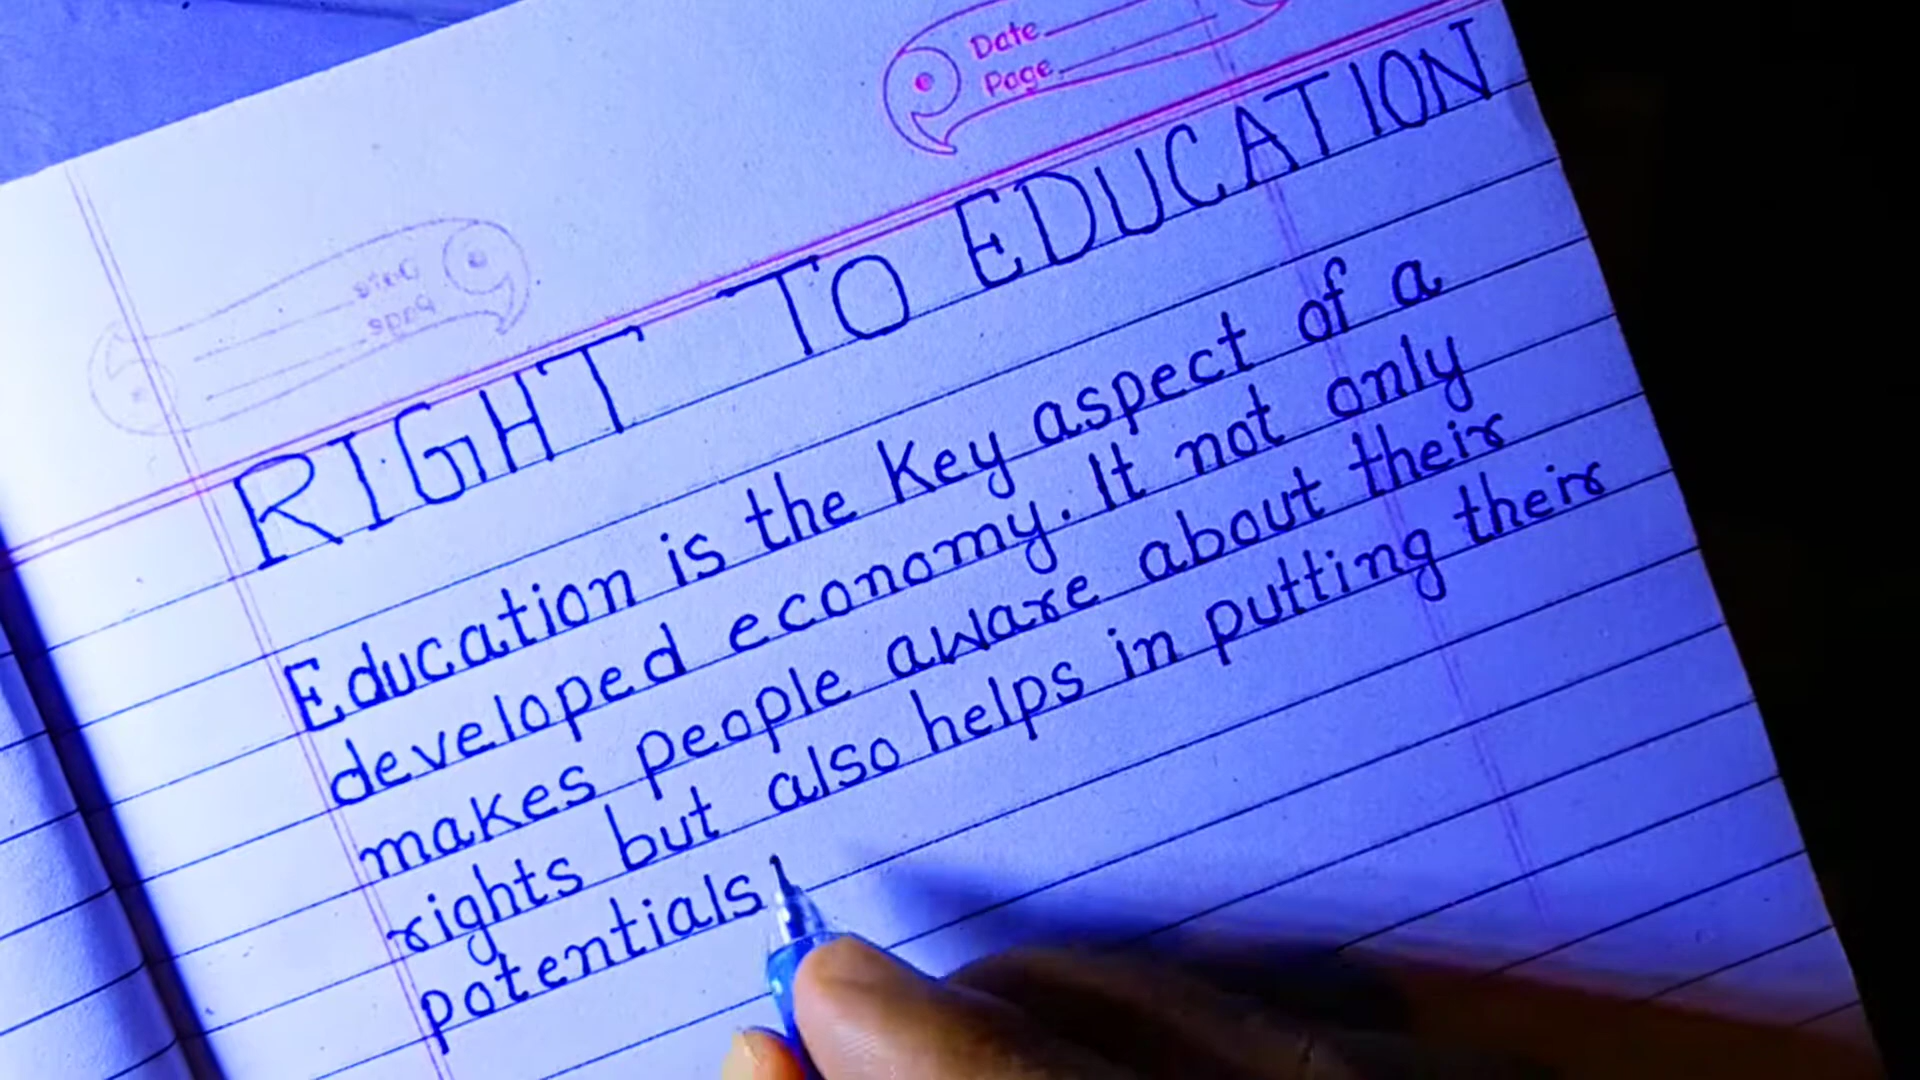 Date
Page
RIGHT TO EDUCATION
Education is the Key aspect of a
developed economy. It not only
makes people aware about their
rights but also helps in putting their
potentials